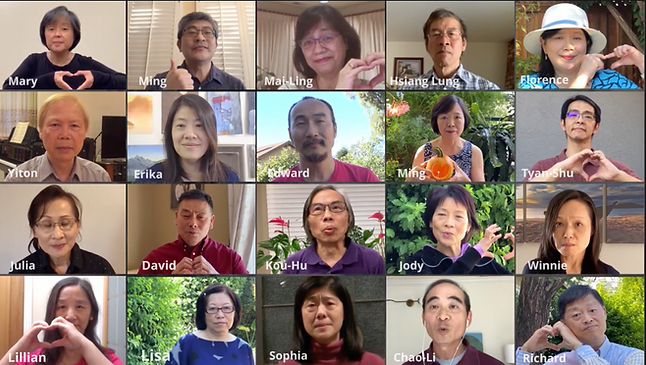 Mary
Ming
Mai-Ling
Hsiang Lung
Florence
Yiton
Erika
Edward
Ming
Tyan-Shu
Julia
David
Kou-Hu
Jody
Winnie
Lillian
Lisa
Sophia
Chao-Li
Richard